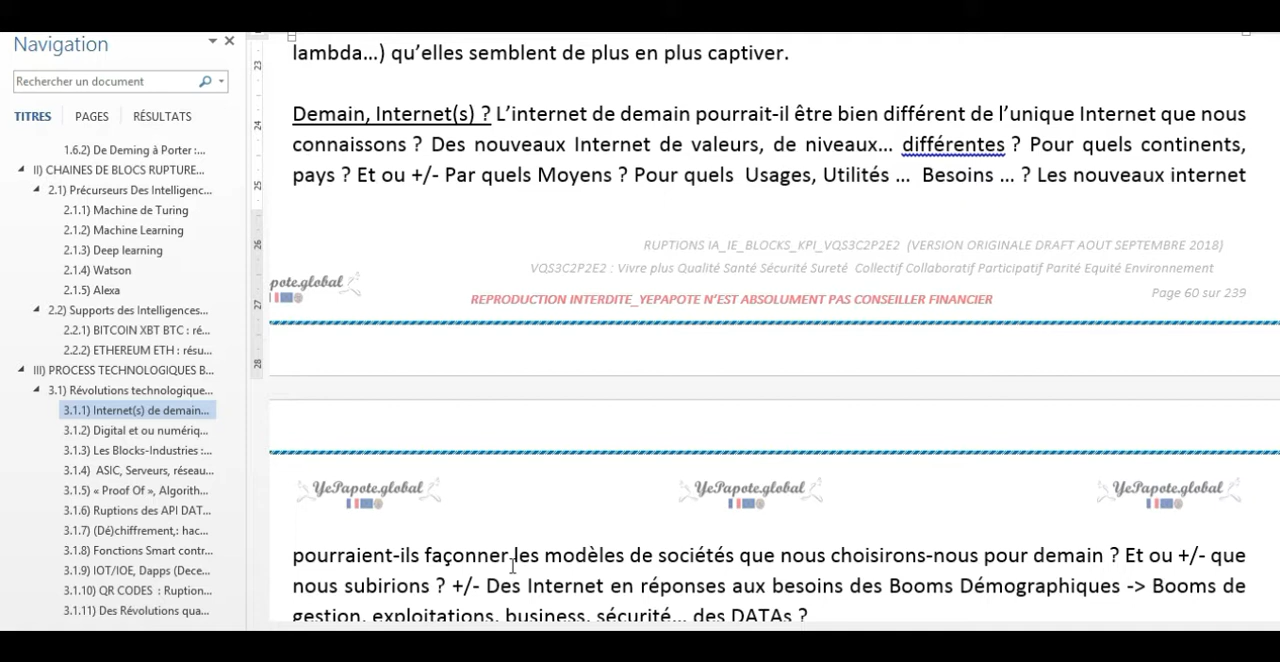 Navigation
Rechercher un document
TITRES PAGES RÉSULTATS
1.6.2) De Deming à Porter :...
II) CHAINES DE BLOCS RUPTURE...
2.1) Précurseurs Des Intelligenc...
2.1.1) Machine de Turing
2.1.2) Machine Learning
2.1.3) Deep learning
2.1.4) Watson
2.1.5) Alexa
2.2) Supports des Intelligences...
2.2.1) BITCOIN XBT BTC : ré...
2.2.2) ETHEREUM ETH : résu...
III) PROCESS TECHNOLOGIQUES B...
3.1) Révolutions technologique...
3.1.1) Internet(s) de demain...
3.1.2) Digital et ou numériq...
3.1.3) Les Blocks-Industries :...
3.1.4) ASIC, Serveurs, réseau...
3.1.5) « Proof Of », Algorith...
3.1.6) Ruptions des API DAT...
3.1.7) (Dé)chiffrement,: hac...
3.1.8) Fonctions Smart contr...
3.1.9) IOT/IOE, Dapps (Dece...
3.1.10) QR CODES : Ruption...
3.1.11) Des Révolutions qua...
23
24
25
26
27
28
lambda...) qu'elles semblent de plus en plus captiver.
Demain, Internet(s) ? L'internet de demain pourrait-il être bien différent de l'unique Internet que nous
connaissons ? Des nouveaux Internet de valeurs, de niveaux... différentes ? Pour quels continents,
pays ? Et ou +/- Par quels Moyens ? Pour quels Usages, Utilités ... Besoins ... ? Les nouveaux internet
RUPTIONS IA_IE_BLOCKS_KPI_VQS3C2P2E2 (VERSION ORIGINALE DRAFT AOUT SEPTEMBRE 2018)
VQS3C2P2E2 : Vivre plus Qualité Santé Sécurité Sureté Collectif Collaboratif Participatif Parité Equité Environnement
pote.global
Page 60 sur 239
REPRODUCTION INTERDITE_YEPAPOTE N'EST ABSOLUMENT PAS CONSEILLER FINANCIER
YePapote.global YePapote.global YePapote.global
pourraient-ils façonner les modèles de sociétés que nous choisirons-nous pour demain ? Et ou +/- que
nous subirions ? +/- Des Internet en réponses aux besoins des Booms Démographiques -> Booms de
gestion, exploitations, business, sécurité... des DATAs ?